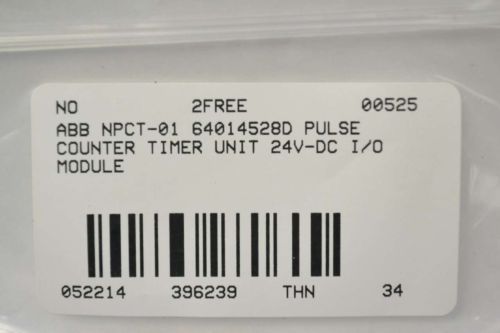 NO 2FREE 00525
ABB NPCT-01 64014528D PULSE
COUNTER TIMER UNIT 24V-DC I/O
MODULE
052214 396239 THN 34